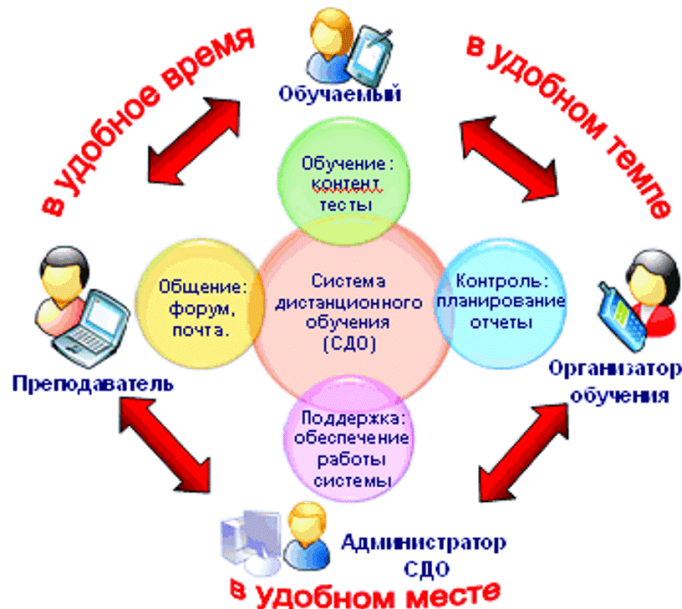 в удобное время
в удобном темпе
Обучаемый
Обучение:
контент
тесты
Общение:
форум,
почта.
Система
дистанционного
обучения
(СДО)
Контроль:
планирование
отчеты
Преподаватель
Организатор
обучения
Поддержка:
обеспечение
работы
системы
Администратор
СДО
в удобном месте